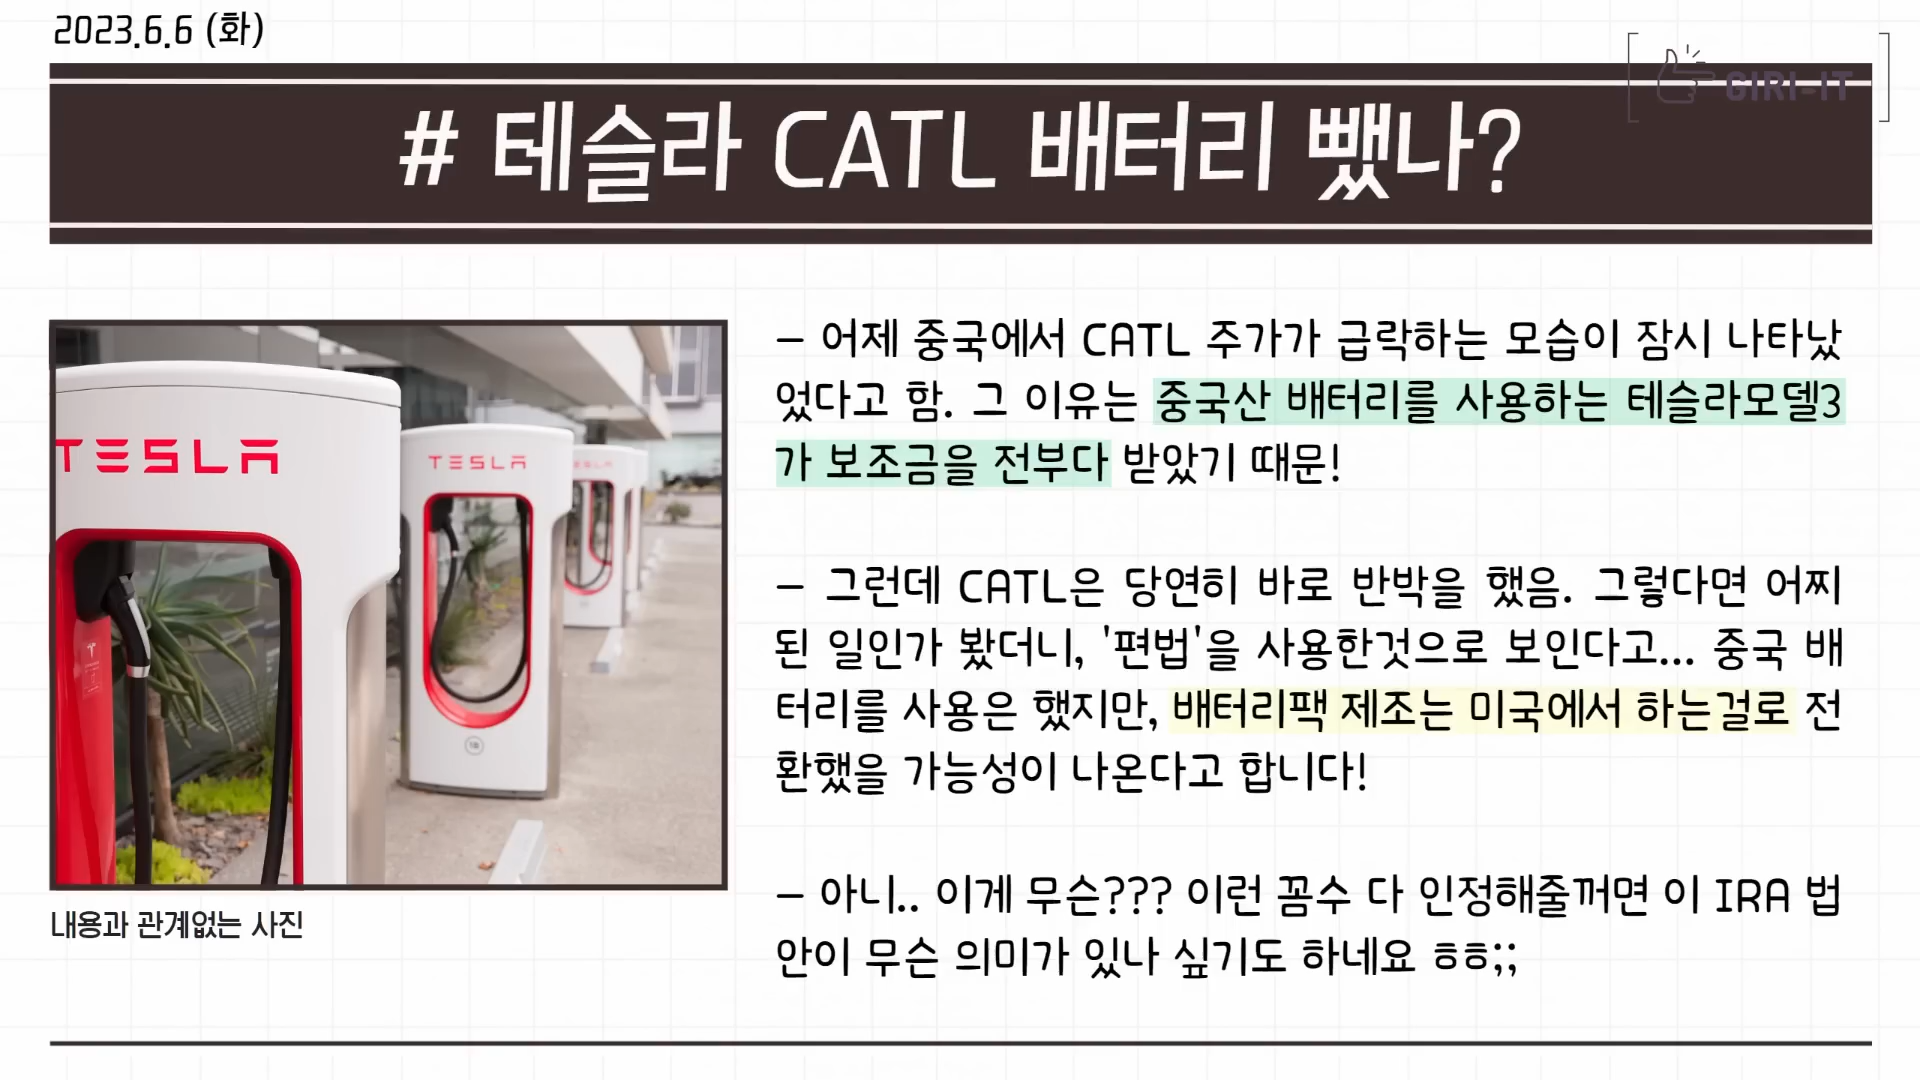 2023.6.6 (화)
GIRI-IT
# 테슬라 CATL 배터리 뺐나?
TESLA
TESLA
TESLA
– 어제 중국에서 CATL 주가가 급락하는 모습이 잠시 나타났
었다고 함. 그 이유는 중국산 배터리를 사용하는 테슬라모델3
가 보조금을 전부다 받았기 때문!
– 그런데 CATL은 당연히 바로 반박을 했음. 그렇다면 어찌
된 일인가 봤더니, '편법'을 사용한것으로 보인다고... 중국 배
터리를 사용은 했지만, 배터리팩 제조는 미국에서 하는걸로 전
환했을 가능성이 나온다고 합니다!
– 아니.. 이게 무슨??? 이런 꼼수 다 인정해줄꺼면 이 IRA 법
안이 무슨 의미가 있나 싶기도 하네요 ㅎㅎ;;
내용과 관계없는 사진